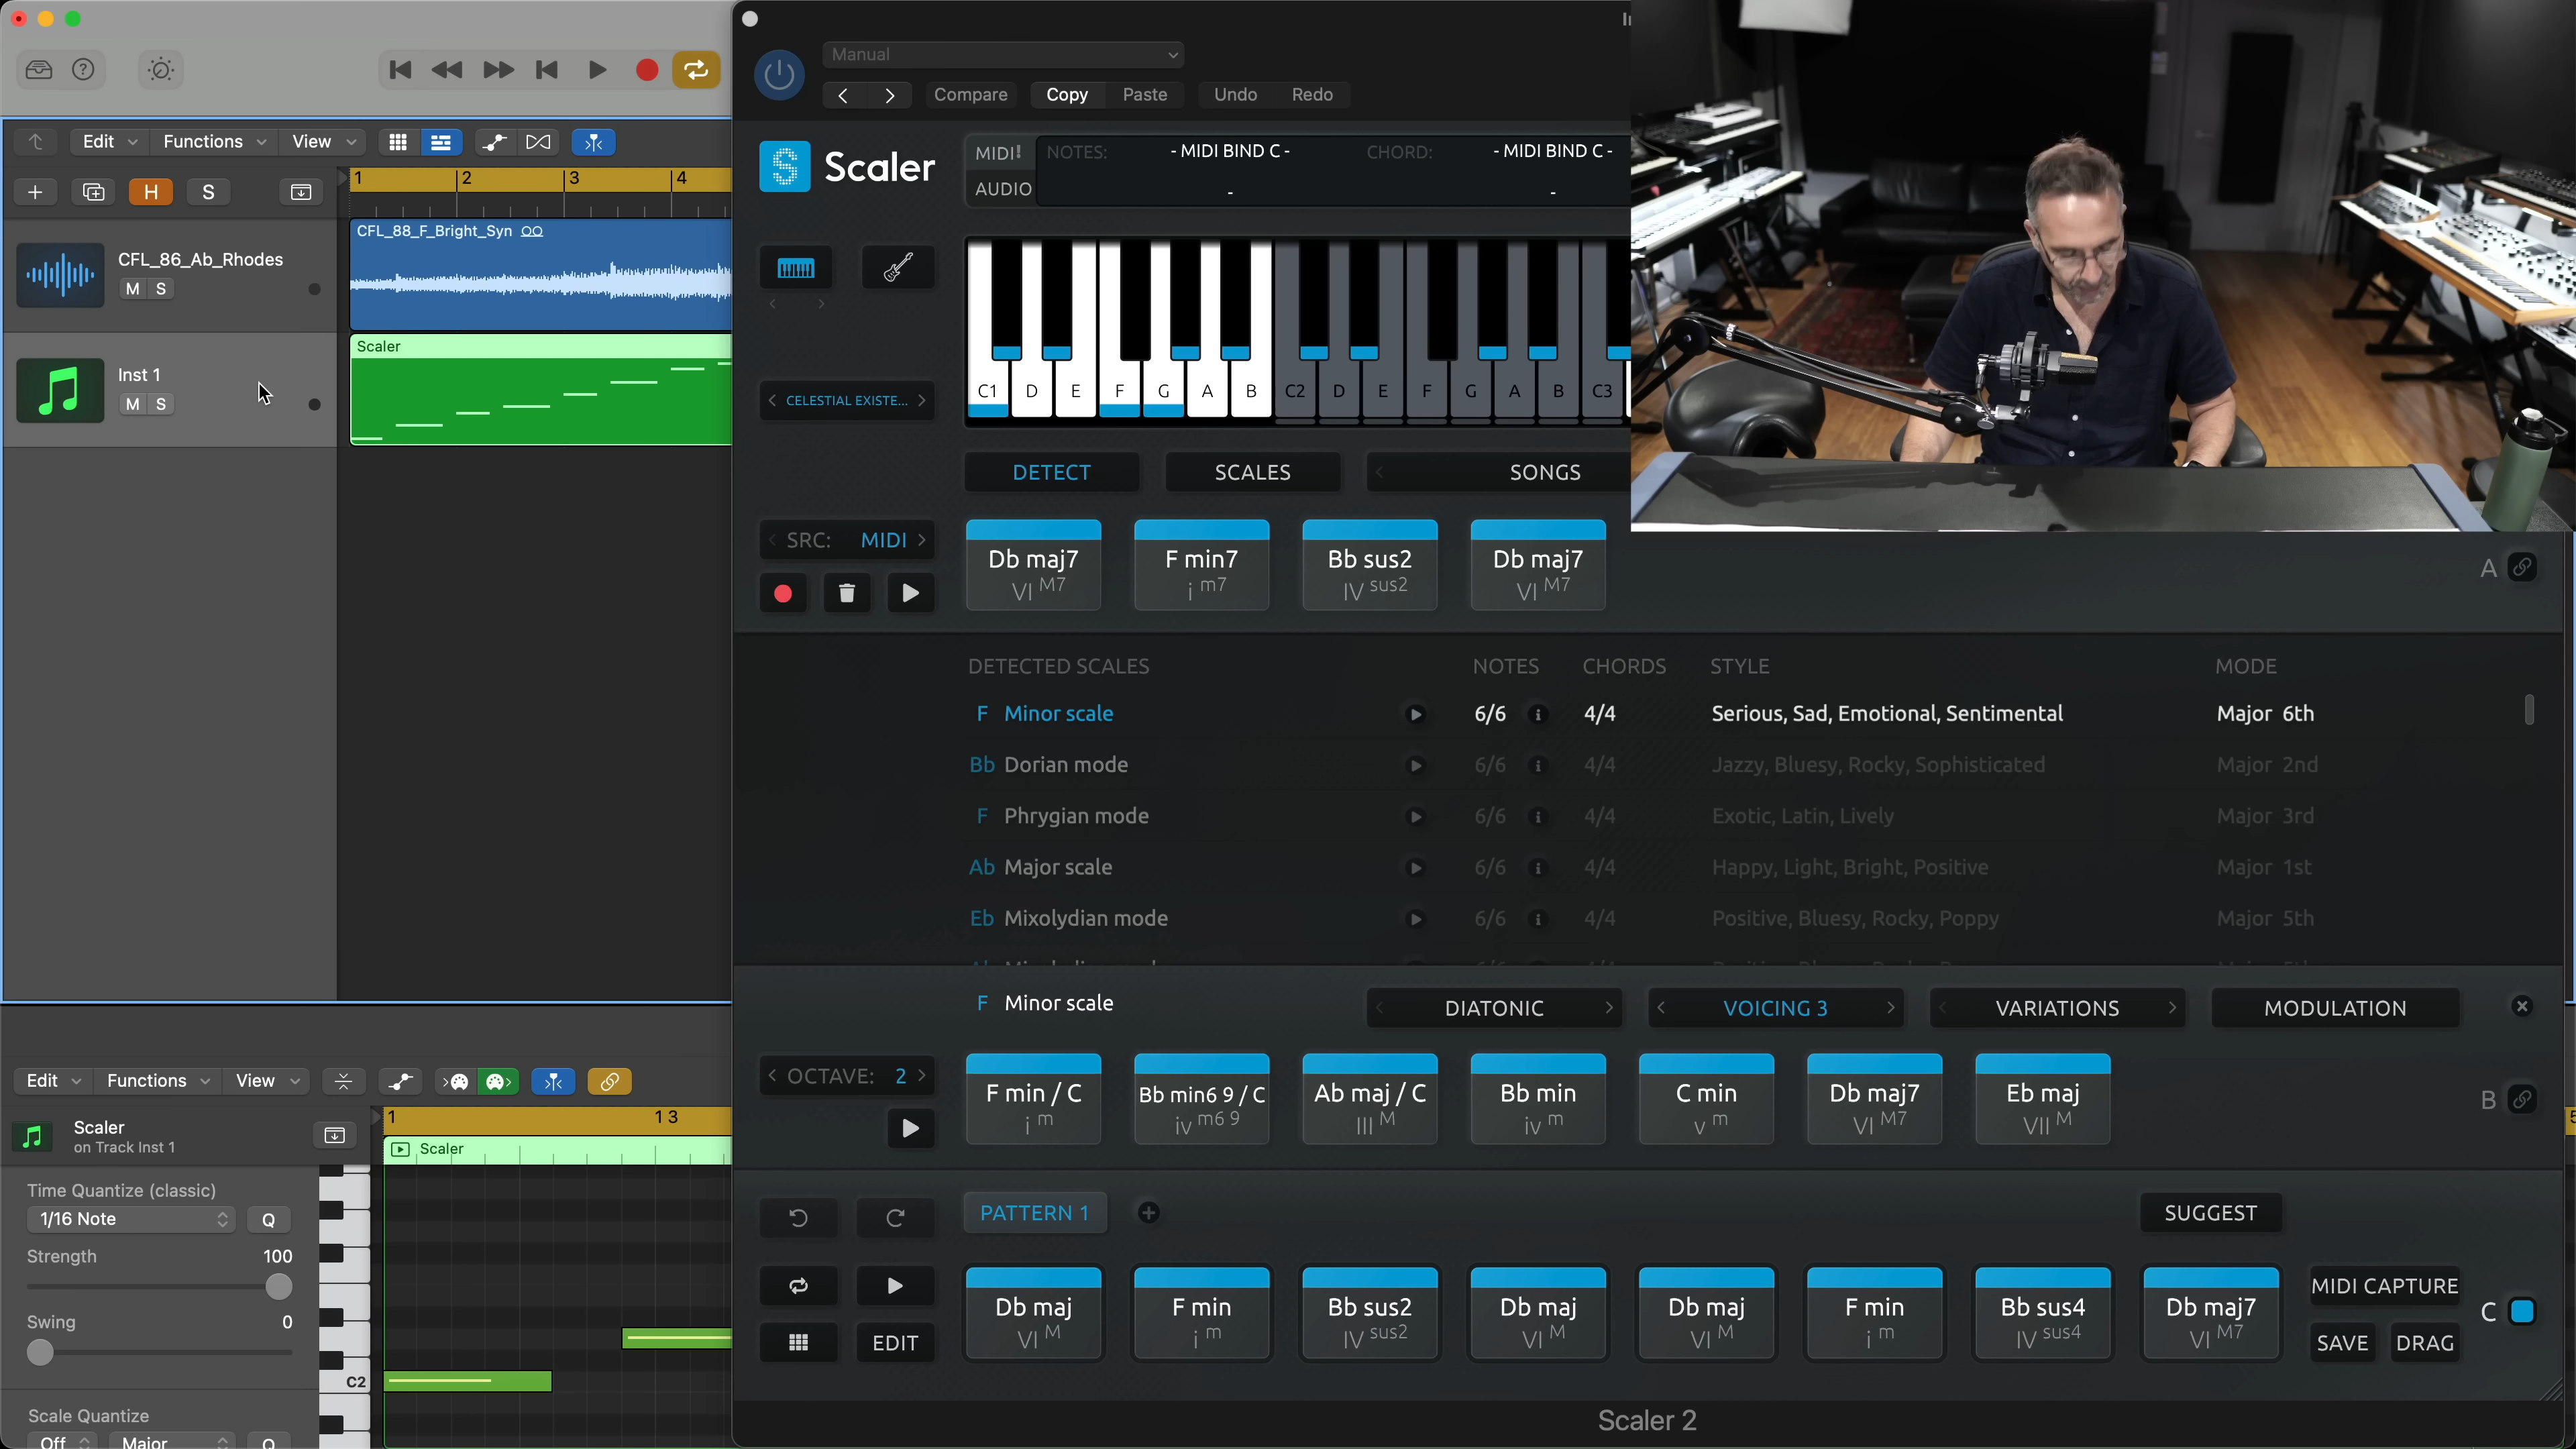 Manual
Compare
Copy
Paste
Undo
Redo
Edit
Functions
View
H
S
1
2
3
4
CFL_88_F_Bright_Syn
CFL_86_Ab_Rhodes
M S
Scaler
Inst 1
M S
Scaler
MIDI!
AUDIO
NOTES:
- MIDI BIND C -
-
CHORD:
- MIDI BIND C -
-
CELESTIAL EXISTE...
C1 D E F G A B C2 D E F G A B C3
DETECT
SCALES
SONGS
SRC: MIDI
Db maj7
VI M7
F min7
i m7
Bb sus2
IV sus2
Db maj7
VI M7
A
DETECTED SCALES NOTES CHORDS STYLE MODE
F Minor scale 6/6 i 4/4 Serious, Sad, Emotional, Sentimental Major 6th
Bb Dorian mode 6/6 i 4/4 Jazzy, Bluesy, Rocky, Sophisticated Major 2nd
F Phrygian mode 6/6 i 4/4 Exotic, Latin, Lively Major 3rd
Ab Major scale 6/6 i 4/4 Happy, Light, Bright, Positive Major 1st
Eb Mixolydian mode 6/6 i 4/4 Positive, Bluesy, Rocky, Poppy Major 5th
F Minor scale
DIATONIC
VOICING 3
VARIATIONS
MODULATION
OCTAVE: 2
F min / C
i m
Bb min6 9 / C
iv m6 9
Ab maj / C
III M
Bb min
iv m
C min
v m
Db maj7
VI M7
Eb maj
VII M
B
PATTERN 1
SUGGEST
EDIT
Db maj
VI M
F min
i m
Bb sus2
IV sus2
Db maj
VI M
Db maj
VI M
F min
i m
Bb sus4
IV sus4
Db maj7
VI M7
MIDI CAPTURE
SAVE
DRAG
C
Scaler 2
Edit
Functions
View
Scaler
on Track Inst 1
1
1 3
Scaler
Time Quantize (classic)
1/16 Note
Q
Strength 100
Swing 0
C2
Scale Quantize
Off
Major
Q